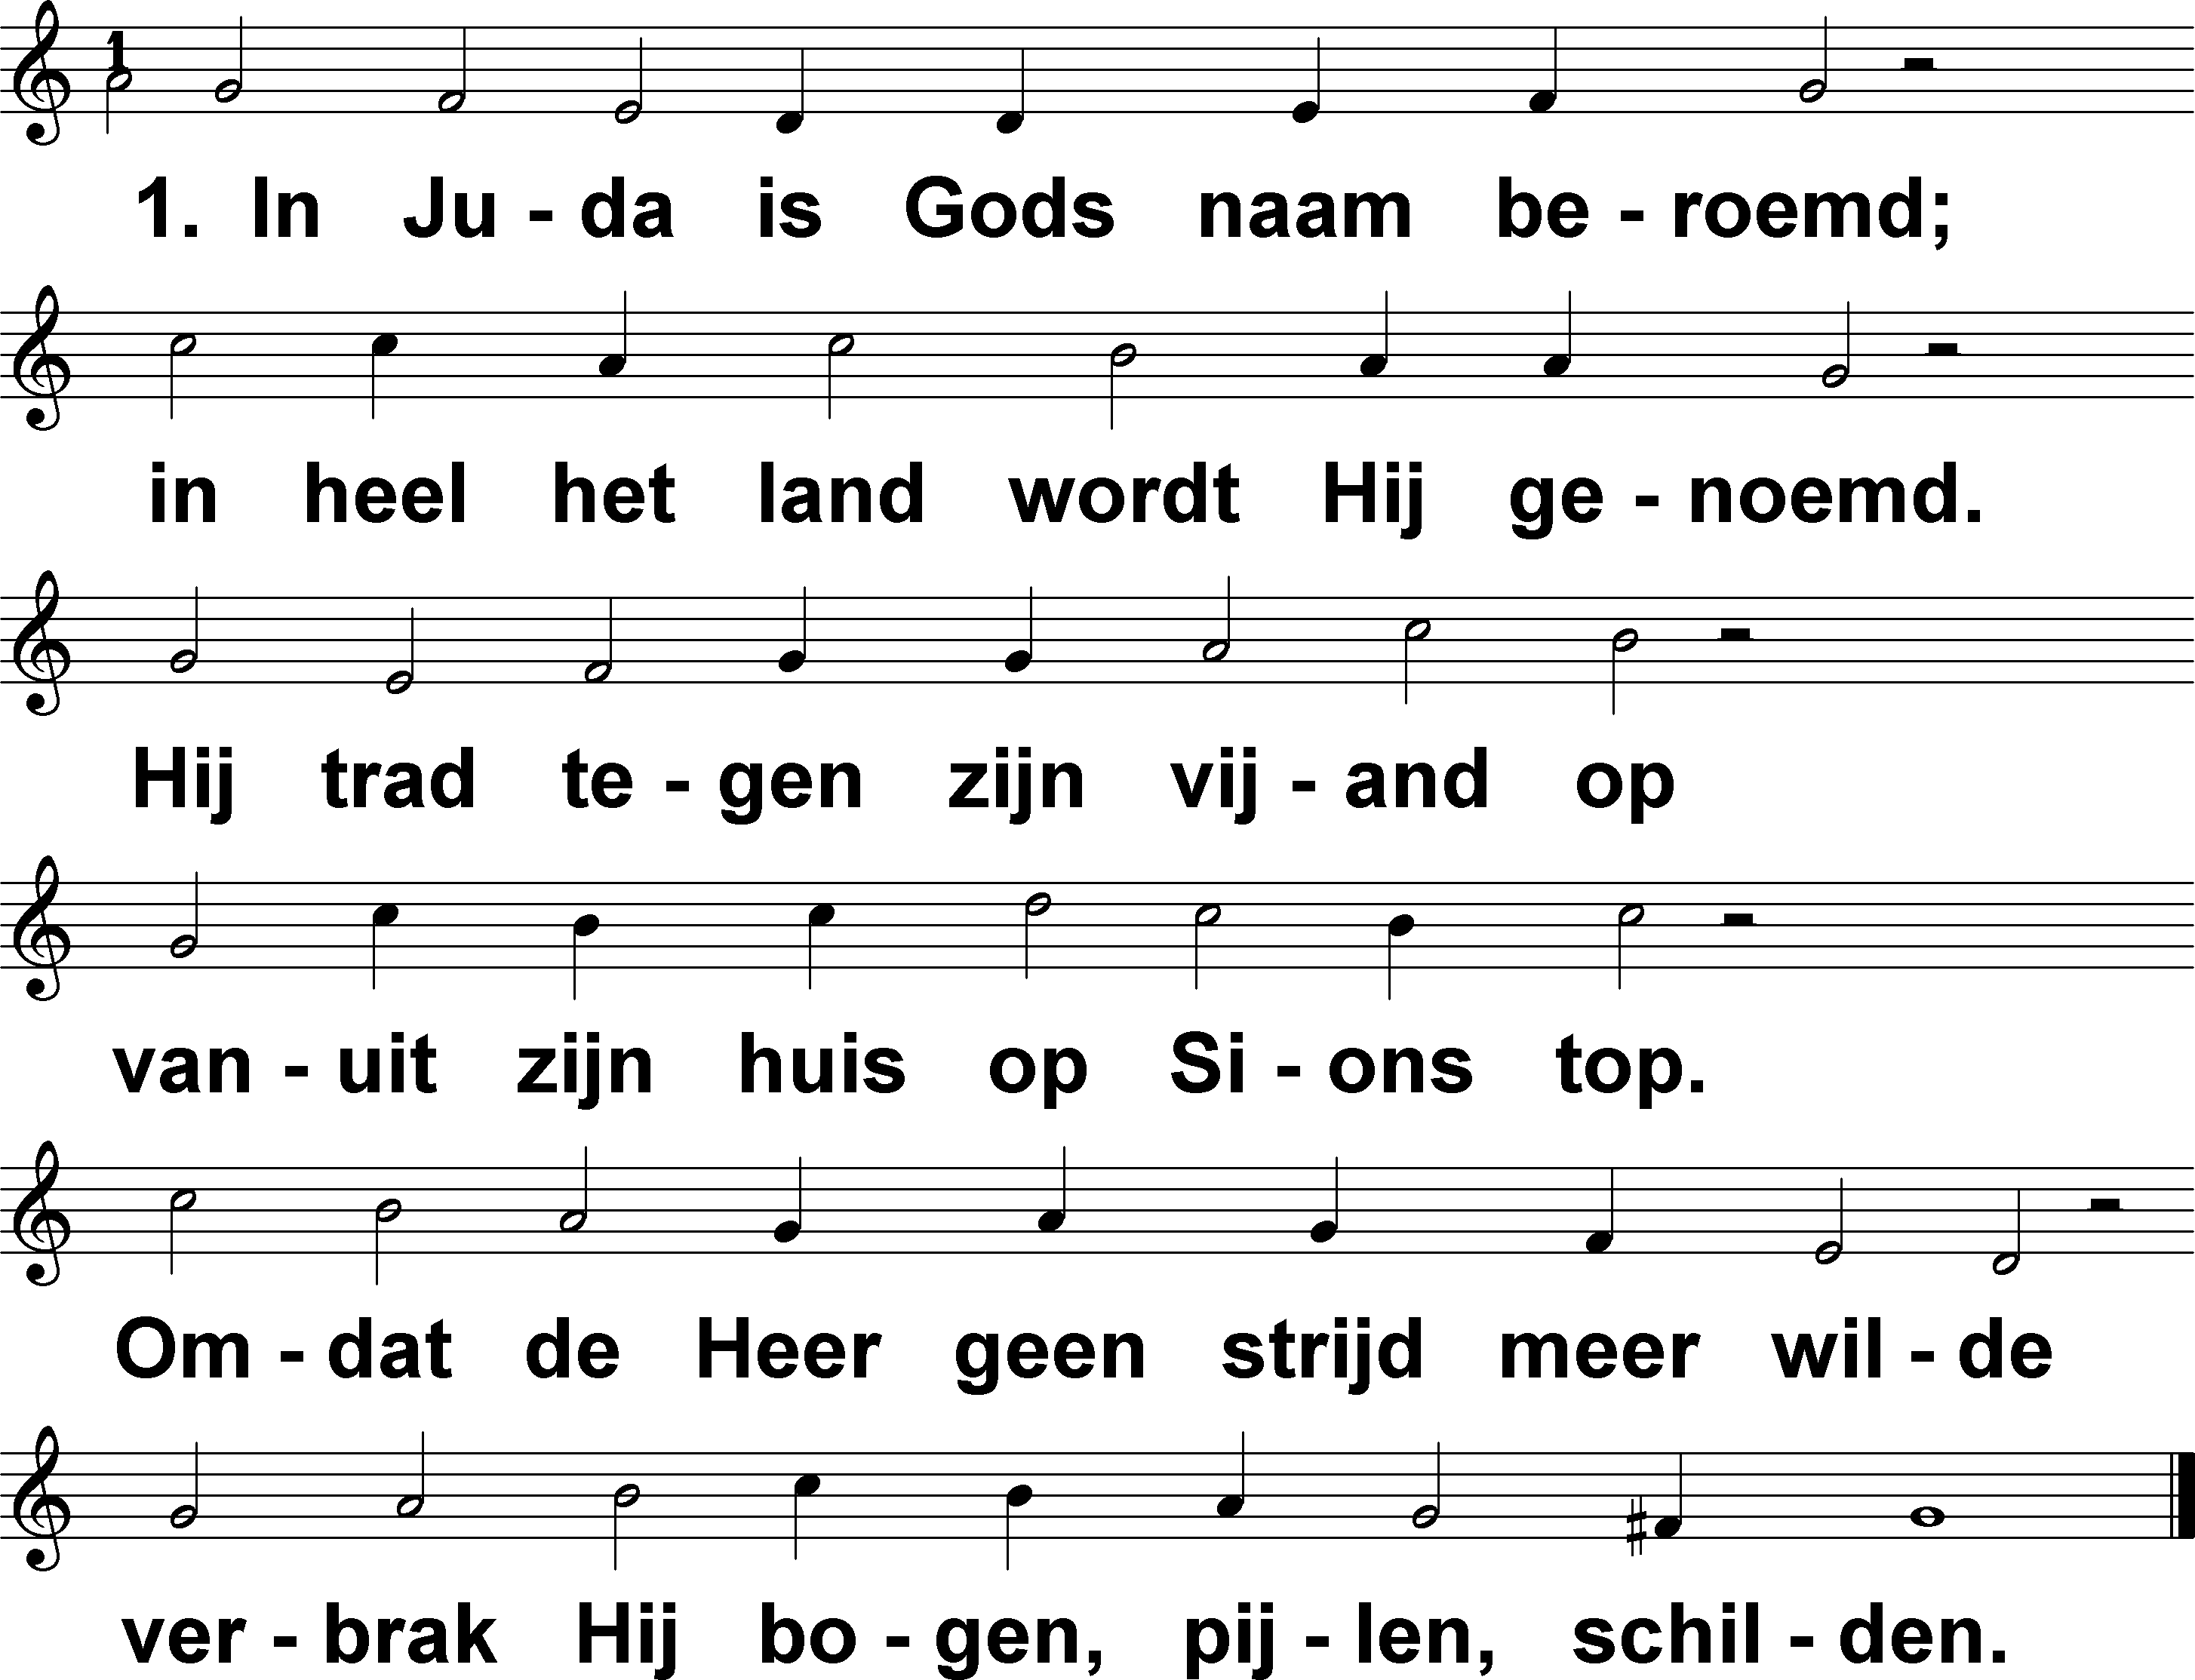 1
1. In Ju - da is Gods naam be - roemd;
in heel het land wordt Hij ge - noemd.
Hij trad te - gen zijn vij - and op
van - uit zijn huis op Si - ons top.
Om - dat de Heer geen strijd meer wil - de
ver - brak Hij bo - gen, pij - len, schil - den.